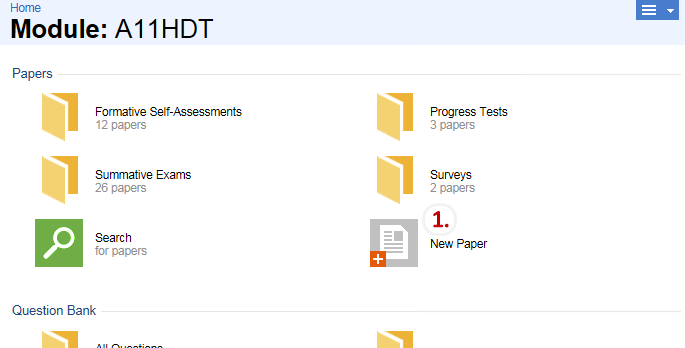 Home
Module: A11HDT
Papers
Formative Self-Assessments
12 papers
Progress Tests
3 papers
Summative Exams
26 papers
Surveys
2 papers
Search
for papers
1.
New Paper
Question Bank
All Questions